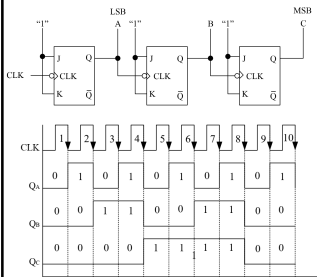 LSB MSB
“1” A “1” B “1” C
J Q J Q J Q
CLK CLK CLK CLK
K Q̅ K Q̅ K Q̅
1 2 3 4 5 6 7 8 9 10
CLK
0 1 0 1 0 1 0 1 0 1
QA
0 0 1 1 0 0 1 1 0 0
QB
0 0 0 0 1 1 1 1 0 0
1
QC